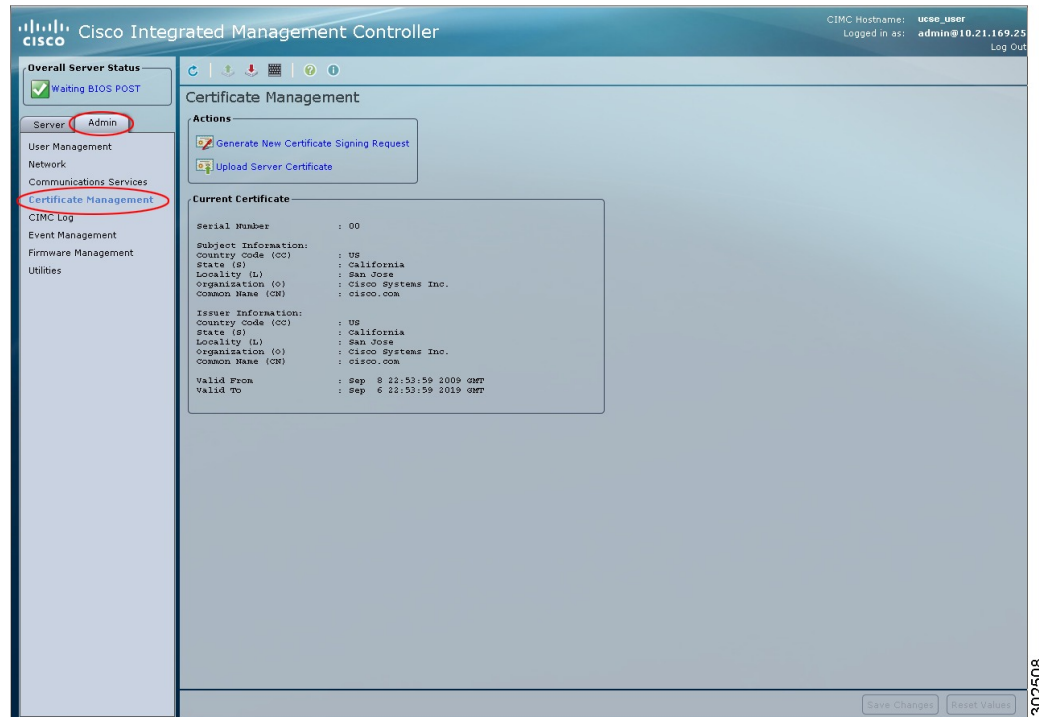 CISCO Cisco Integrated Management Controller
CIMC Hostname: ucse_user
Logged in as: admin@10.21.169.25
Log Out
Overall Server Status
Waiting BIOS POST
Server Admin
User Management
Network
Communications Services
Certificate Management
CIMC Log
Event Management
Firmware Management
Utilities
Certificate Management
Actions
Generate New Certificate Signing Request
Upload Server Certificate
Current Certificate
Serial Number : 00
Subject Information:
Country Code (CC) : US
State (S) : California
Locality (L) : San Jose
Organization (O) : Cisco Systems Inc.
Common Name (CN) : cisco.com
Issuer Information:
Country Code (CC) : US
State (S) : California
Locality (L) : San Jose
Organization (O) : Cisco Systems Inc.
Common Name (CN) : cisco.com
Valid From : Sep 8 22:53:59 2009 GMT
Valid To : Sep 6 22:53:59 2019 GMT
Save Changes Reset Values
302508